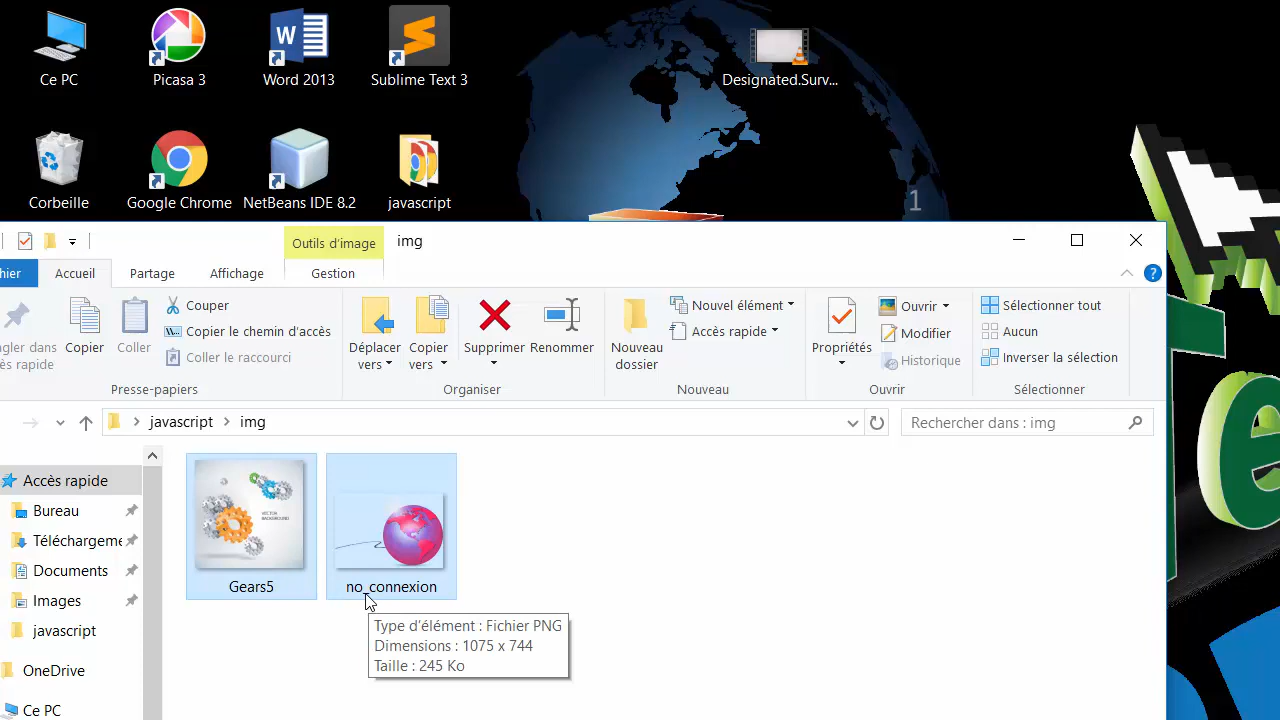 Ce PC
Picasa 3
Word 2013
Sublime Text 3
Designated.Surv...
Corbeille
Google Chrome
NetBeans IDE 8.2
javascript
1
Outils d'image
img
hier
Accueil
Partage
Affichage
Gestion
?
gler dans
ès rapide
Copier
Coller
Couper
Copier le chemin d'accès
Coller le raccourci
Presse-papiers
Déplacer
vers
Copier
vers
Supprimer
Renommer
Organiser
Nouveau
dossier
Nouvel élément
Accès rapide
Nouveau
Propriétés
Ouvrir
Modifier
Historique
Ouvrir
Sélectionner tout
Aucun
Inverser la sélection
Sélectionner
javascript
img
Rechercher dans : img
Accès rapide
Bureau
Téléchargeme
Documents
Images
javascript
OneDrive
Ce PC
VECTOR
BACKGROUND
Gears5
no_connexion
Type d'élément : Fichier PNG
Dimensions : 1075 x 744
Taille : 245 Ko
Te